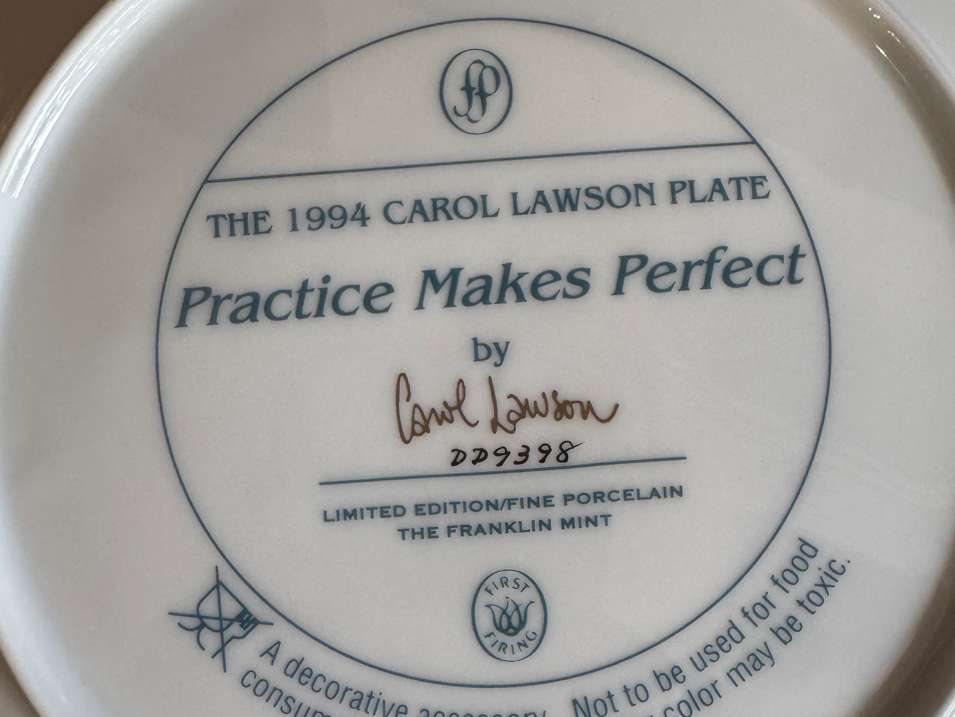 fP
THE 1994 CAROL LAWSON PLATE
Practice Makes Perfect
by
Carol Lawson
DD9398
LIMITED EDITION/FINE PORCELAIN
THE FRANKLIN MINT
FIRST
FIRING
A decorative accessory. Not to be used for food
color may be toxic.